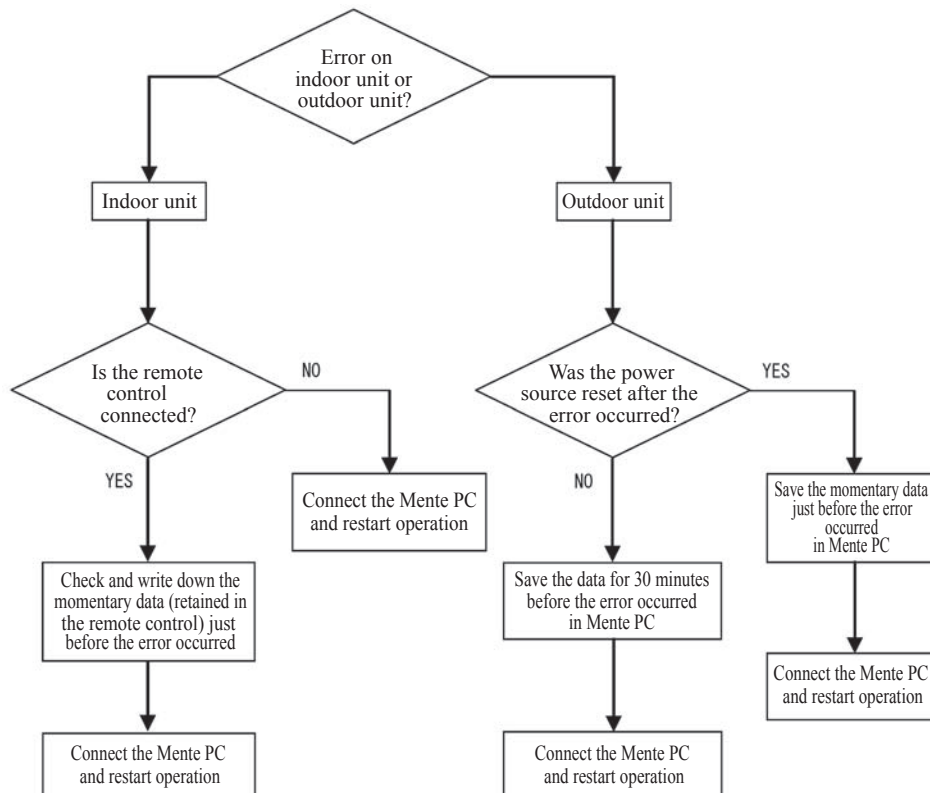 Error on
indoor unit or
outdoor unit?
Indoor unit
Outdoor unit
Is the remote
control
connected?
NO
YES
Was the power
source reset after the
error occurred?
YES
NO
Connect the Mente PC
and restart operation
Save the momentary data
just before the error
occurred
in Mente PC
Check and write down the
momentary data (retained in
the remote control) just
before the error occurred
Save the data for 30 minutes
before the error occurred
in Mente PC
Connect the Mente PC
and restart operation
Connect the Mente PC
and restart operation
Connect the Mente PC
and restart operation